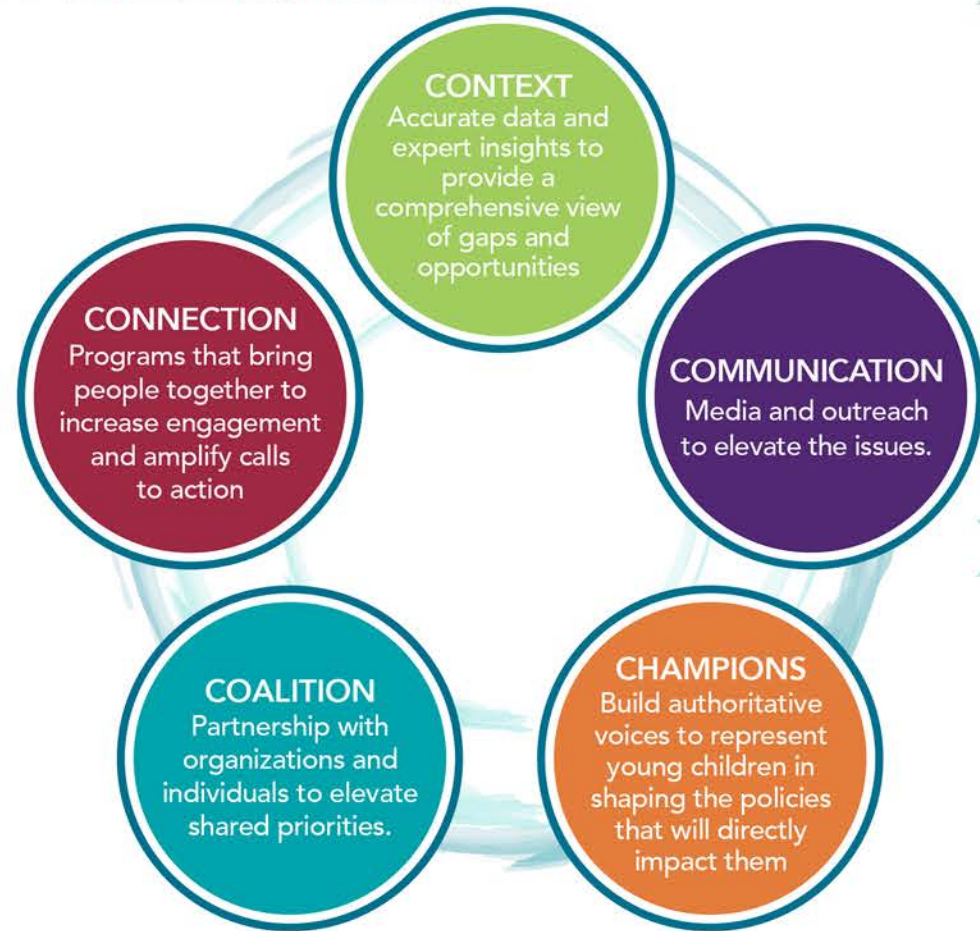 CONTEXT
Accurate data and
expert insights to
provide a
comprehensive view
of gaps and
opportunities
COMMUNICATION
Media and outreach
to elevate the issues.
CHAMPIONS
Build authoritative
voices to represent
young children in
shaping the policies
that will directly
impact them
COALITION
Partnership with
organizations and
individuals to elevate
shared priorities.
CONNECTION
Programs that bring
people together to
increase engagement
and amplify calls
to action